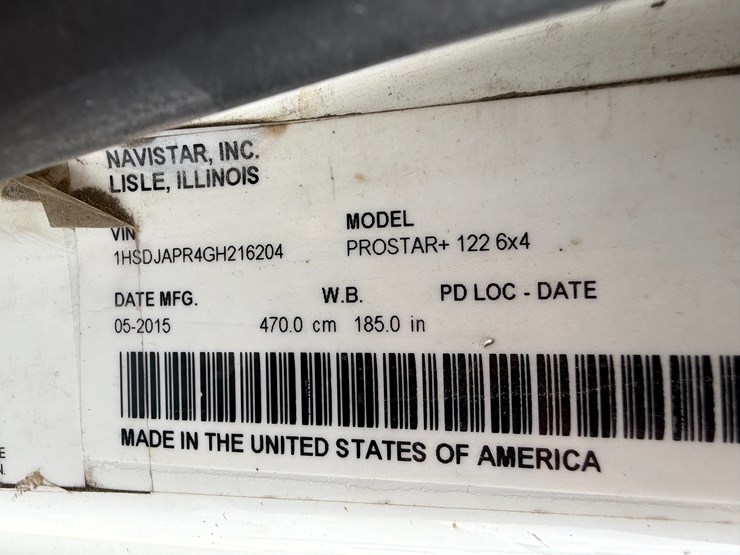 NAVISTAR, INC.
LISLE, ILLINOIS
VIN
1HSDJAPR4GH216204
MODEL
PROSTAR+ 122 6x4
DATE MFG.
05-2015
W.B.
470.0 cm 185.0 in
PD LOC - DATE
MADE IN THE UNITED STATES OF AMERICA
E
N.